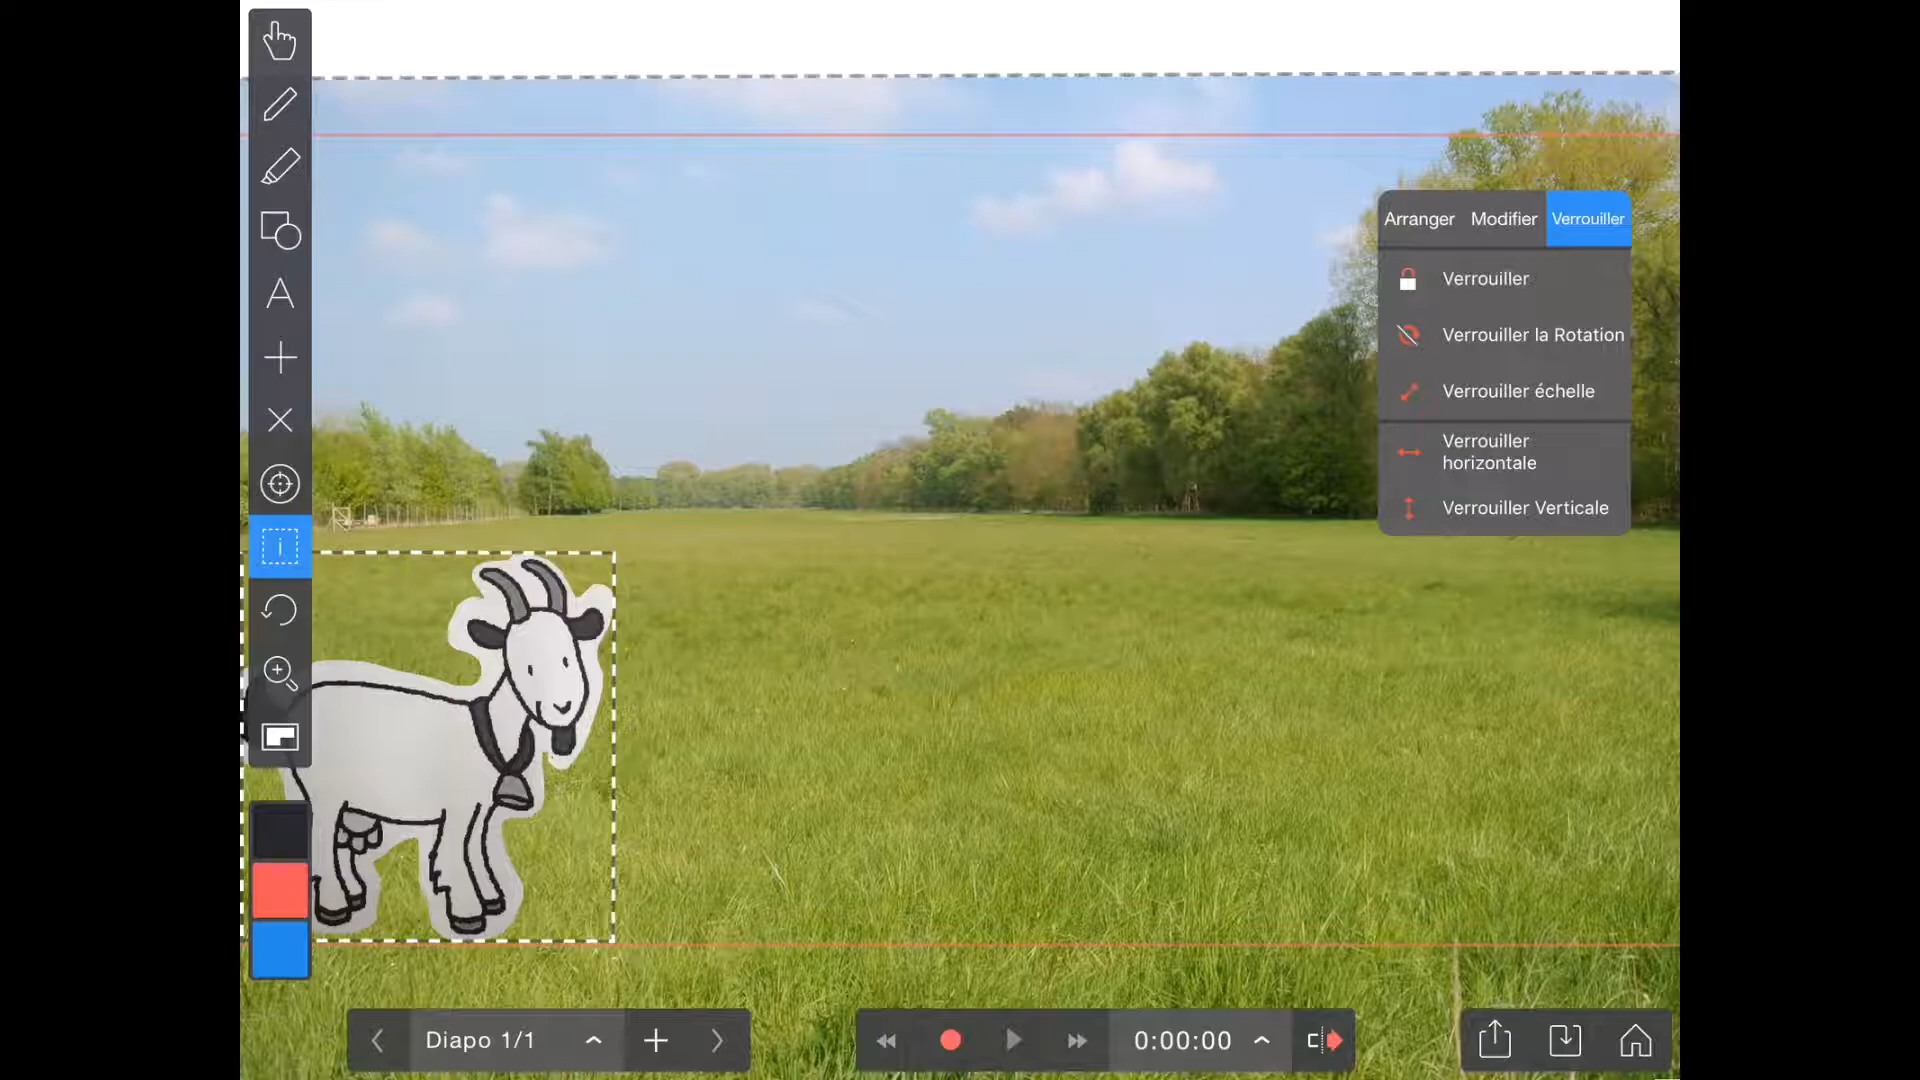 Arranger Modifier Verrouiller
Verrouiller
Verrouiller la Rotation
Verrouiller échelle
Verrouiller
horizontale
Verrouiller Verticale
Diapo 1/1
0:00:00